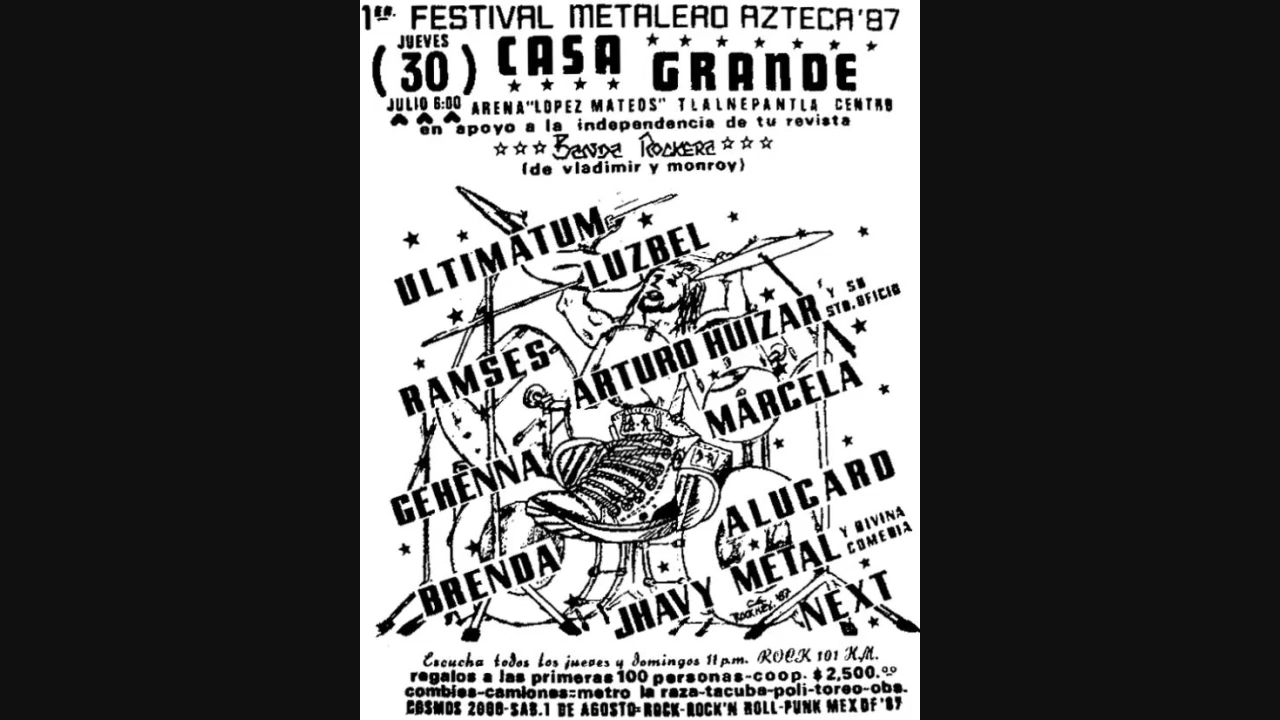 1er. FESTIVAL METALERO AZTECA '87
JUEVES
(30)
JULIO 6:00
CASA
GRANDE
ARENA "LOPEZ MATEOS" TLALNEPANTLA CENTRO
en apoyo a la independencia de tu revista
BANDA ROCKERA
(de vladimir y monroy)
ULTIMATUM
LUZBEL
ARTURO HUIZAR
Y SU
STO. OFICIO
RAMSES
MARCELA
GEHENNA
ALUCARD
BRENDA
JHAVY METAL
Y DIVINA
COMEDIA
NEXT
ROCKHEY. '87
Escucha todos los jueves y domingos 11 p.m. ROCK 101 H.M.
regalos a las primeras 100 personas-coop. $2,500.00
combies-camiones=metro la raza-tacuba-poli-toreo-obs.
COSMOS 2000-SAB. 1 DE AGOSTO=ROCK-ROCK'N ROLL-PUNK MEX DF '87